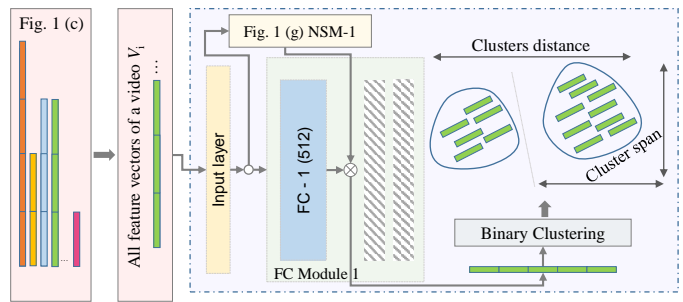 Fig. 1 (c)
...
All feature vectors of a video Vi
...
Input layer
Fig. 1 (g) NSM-1
FC - 1 (512)
FC Module 1
Clusters distance
Cluster span
Binary Clustering